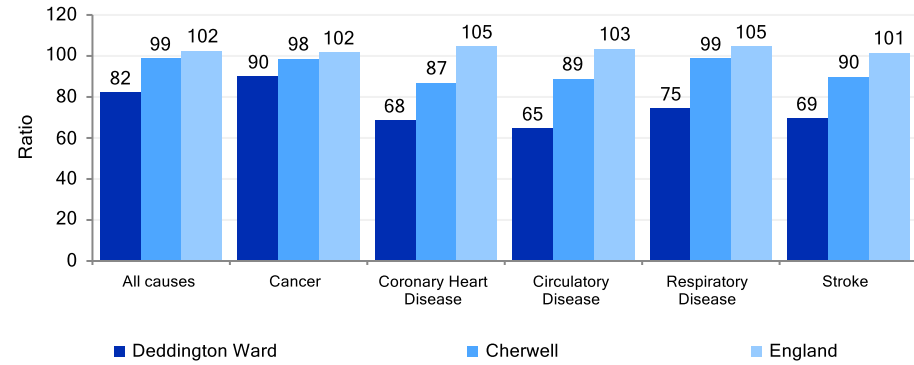 120
100
80
60
40
20
0
Ratio
82
99
102
90
98
102
68
87
105
65
89
103
75
99
105
69
90
101
All causes
Cancer
Coronary Heart
Disease
Circulatory
Disease
Respiratory
Disease
Stroke
Deddington Ward
Cherwell
England